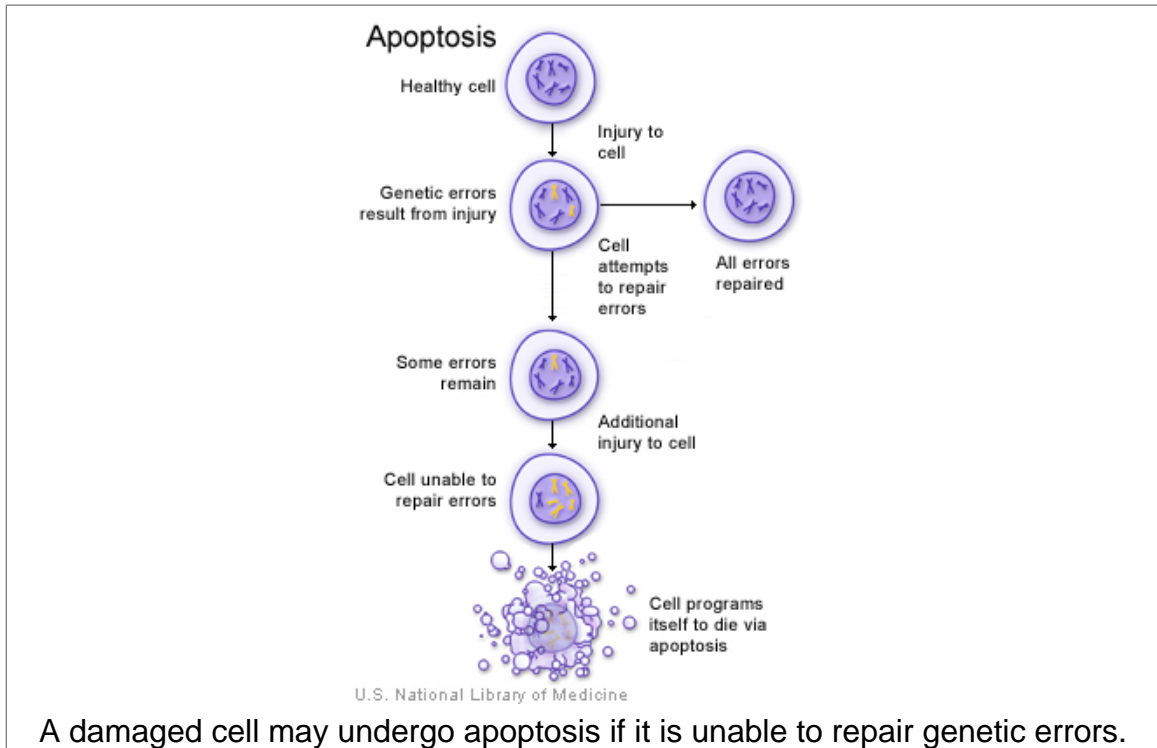 Apoptosis
Healthy cell
Injury to
cell
Genetic errors
result from injury
Cell
attempts
to repair
errors
All errors
repaired
Some errors
remain
Additional
injury to cell
Cell unable to
repair errors
Cell programs
itself to die via
apoptosis
U.S. National Library of Medicine
A damaged cell may undergo apoptosis if it is unable to repair genetic errors.